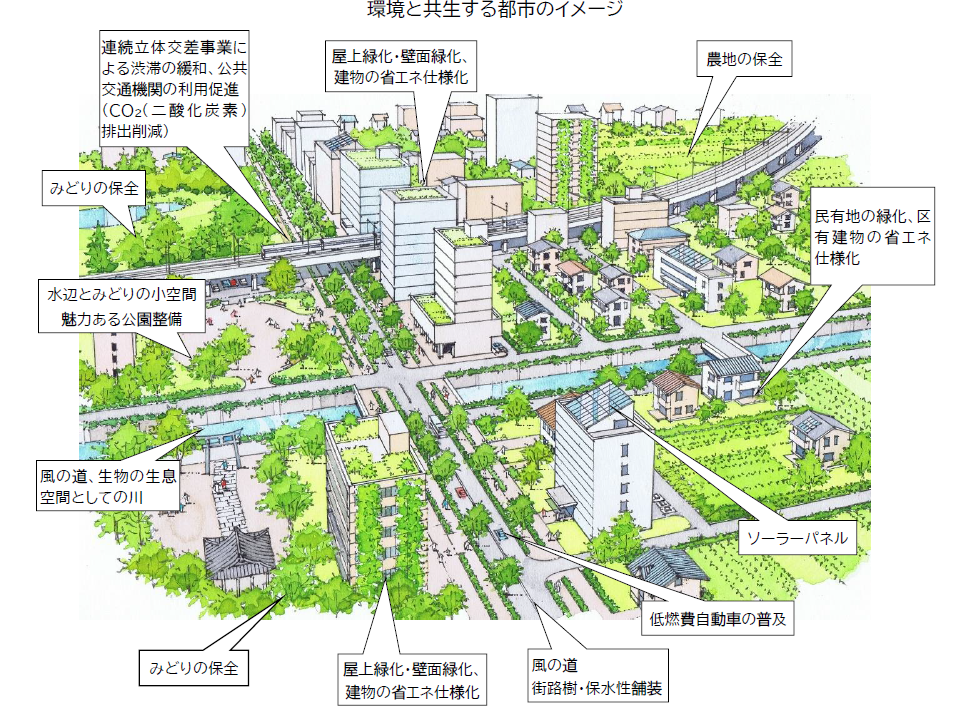 環境と共生する都市のイメージ
連続立体交差事業に
よる渋滞の緩和、公共
交通機関の利用促進
(CO₂(二酸化炭素)
排出削減)
屋上緑化・壁面緑化、
建物の省エネ仕様化
農地の保全
みどりの保全
民有地の緑化、区
有建物の省エネ
仕様化
水辺とみどりの小空間
魅力ある公園整備
風の道、生物の生息
空間としての川
ソーラーパネル
低燃費自動車の普及
みどりの保全
屋上緑化・壁面緑化、
建物の省エネ仕様化
風の道
街路樹・保水性舗装